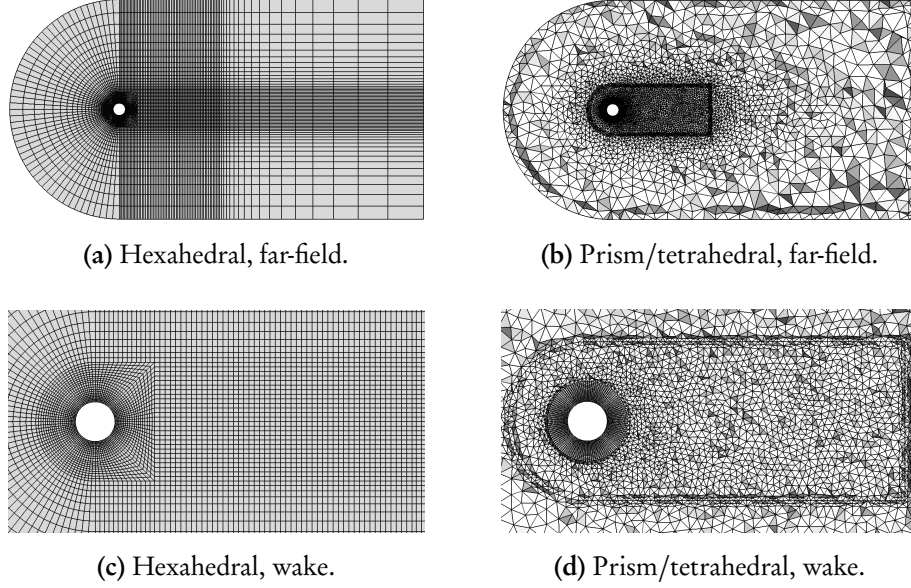 (a) Hexahedral, far-field.
(b) Prism/tetrahedral, far-field.
(c) Hexahedral, wake.
(d) Prism/tetrahedral, wake.